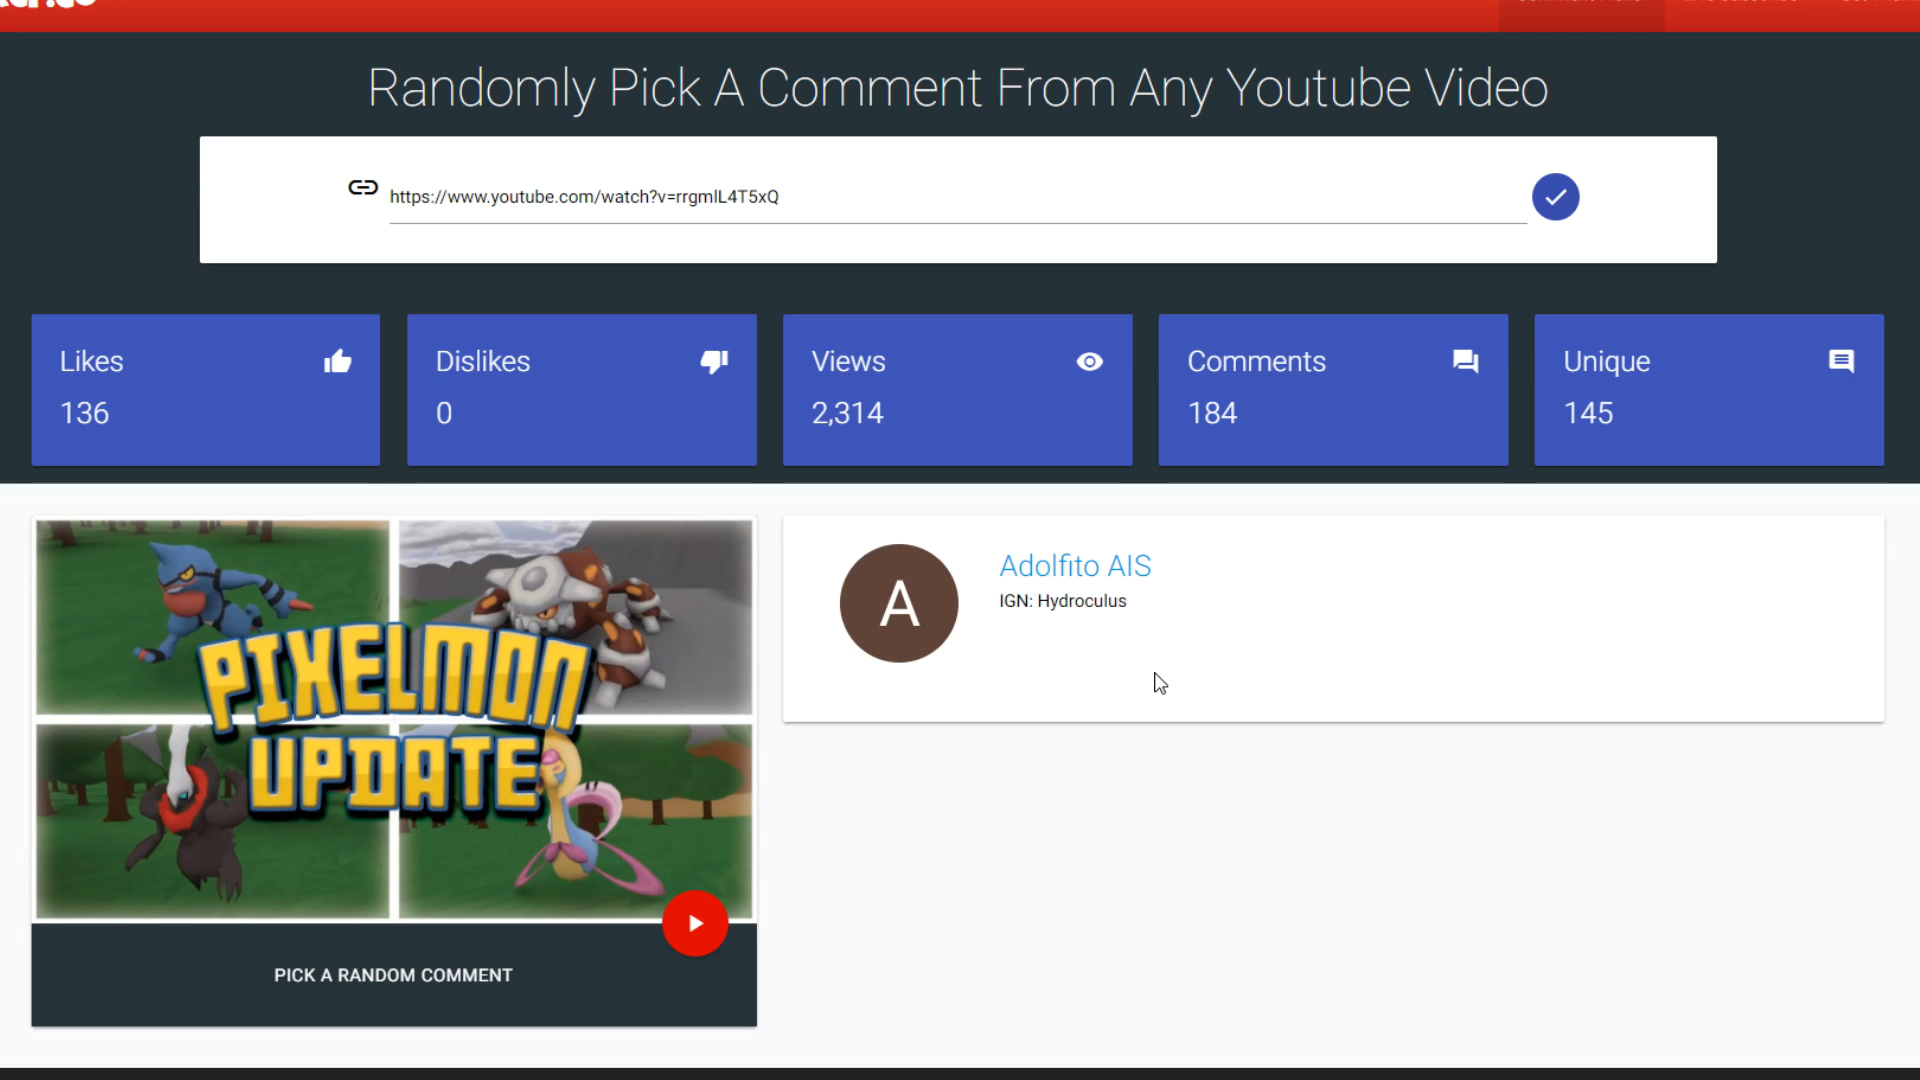 Randomly Pick A Comment From Any Youtube Video
https://www.youtube.com/watch?v=rrgmlL4T5xQ
Likes
136
Dislikes
0
Views
2,314
Comments
184
Unique
145
PIXELMON
UPDATE
A
Adolfito AIS
IGN: Hydroculus
PICK A RANDOM COMMENT